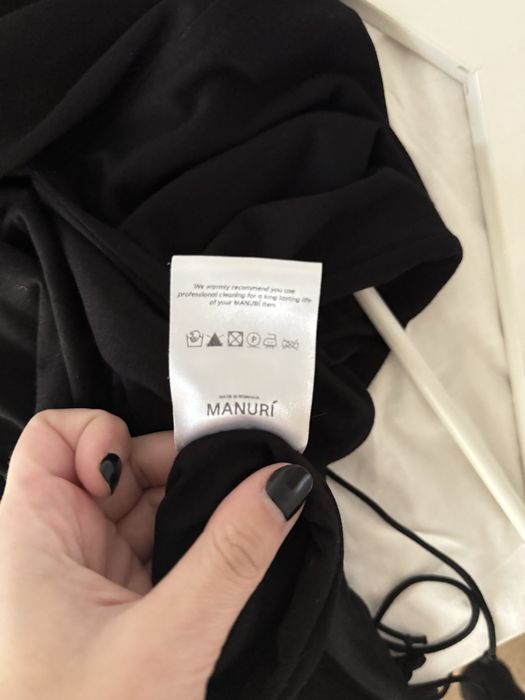 We warmly recommend you use
professional cleaning for a long lasting life
of your MANURÍ item
MADE IN ROMANIA
MANURÍ